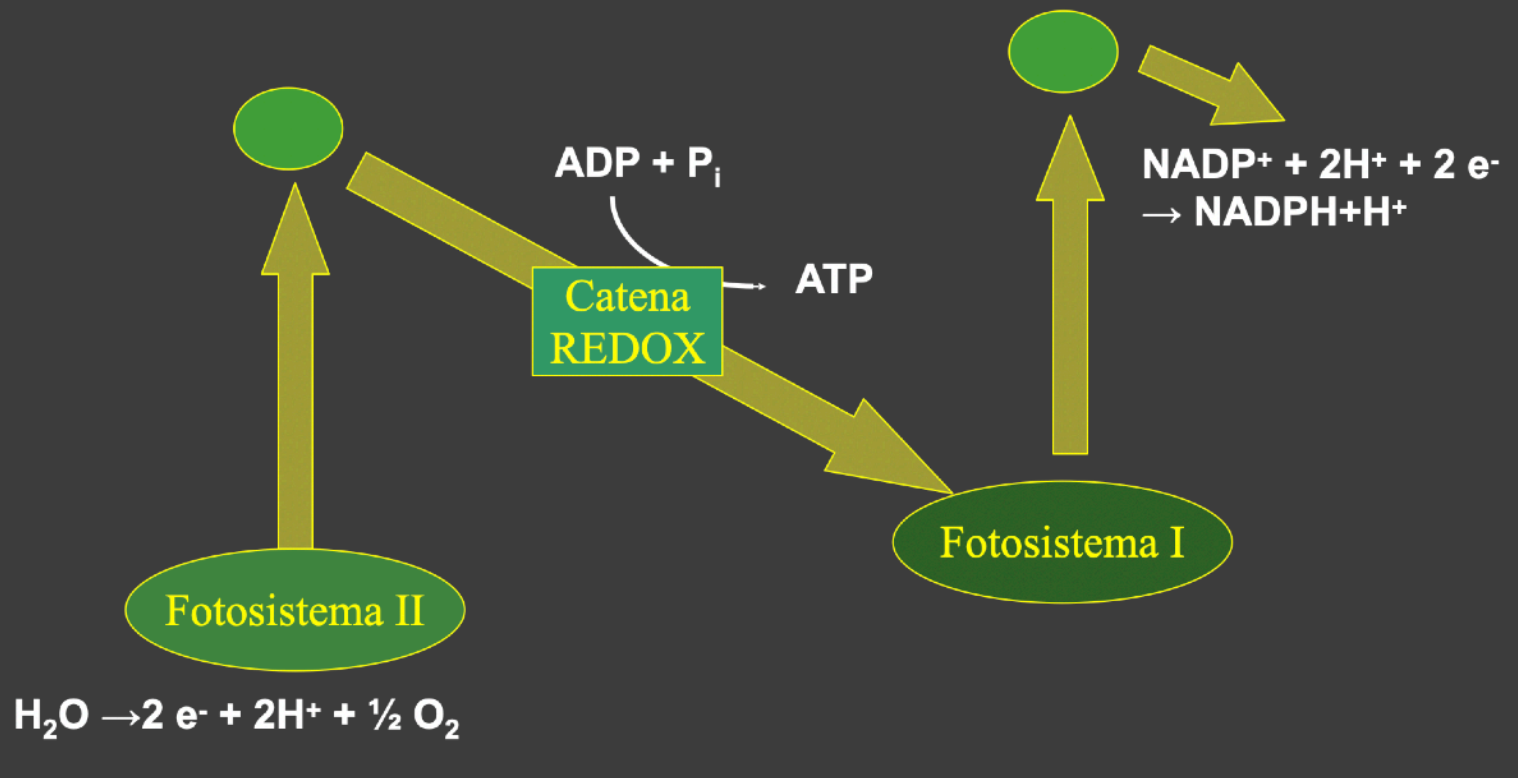 ADP + Pᵢ
ATP
Catena
REDOX
NADP⁺ + 2H⁺ + 2 e⁻
→ NADPH+H⁺
Fotosistema I
Fotosistema II
H₂O →2 e⁻ + 2H⁺ + ½ O₂